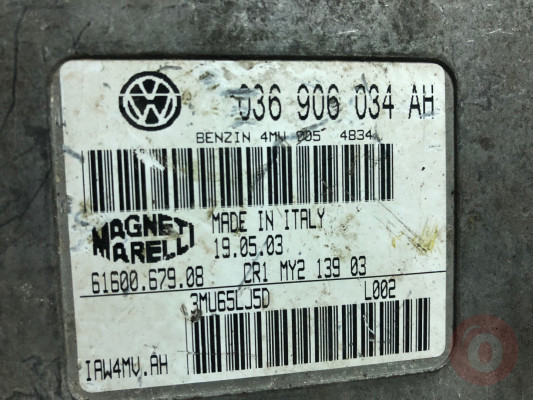 036 906 034 AH
BENZIN 4MV 005 4834
MAGNETI MARELLI
MADE IN ITALY
19.05.03
61600.679.08 CR1 MY2 139 03
3MU65LJ5D L002
IAW4MV.AH